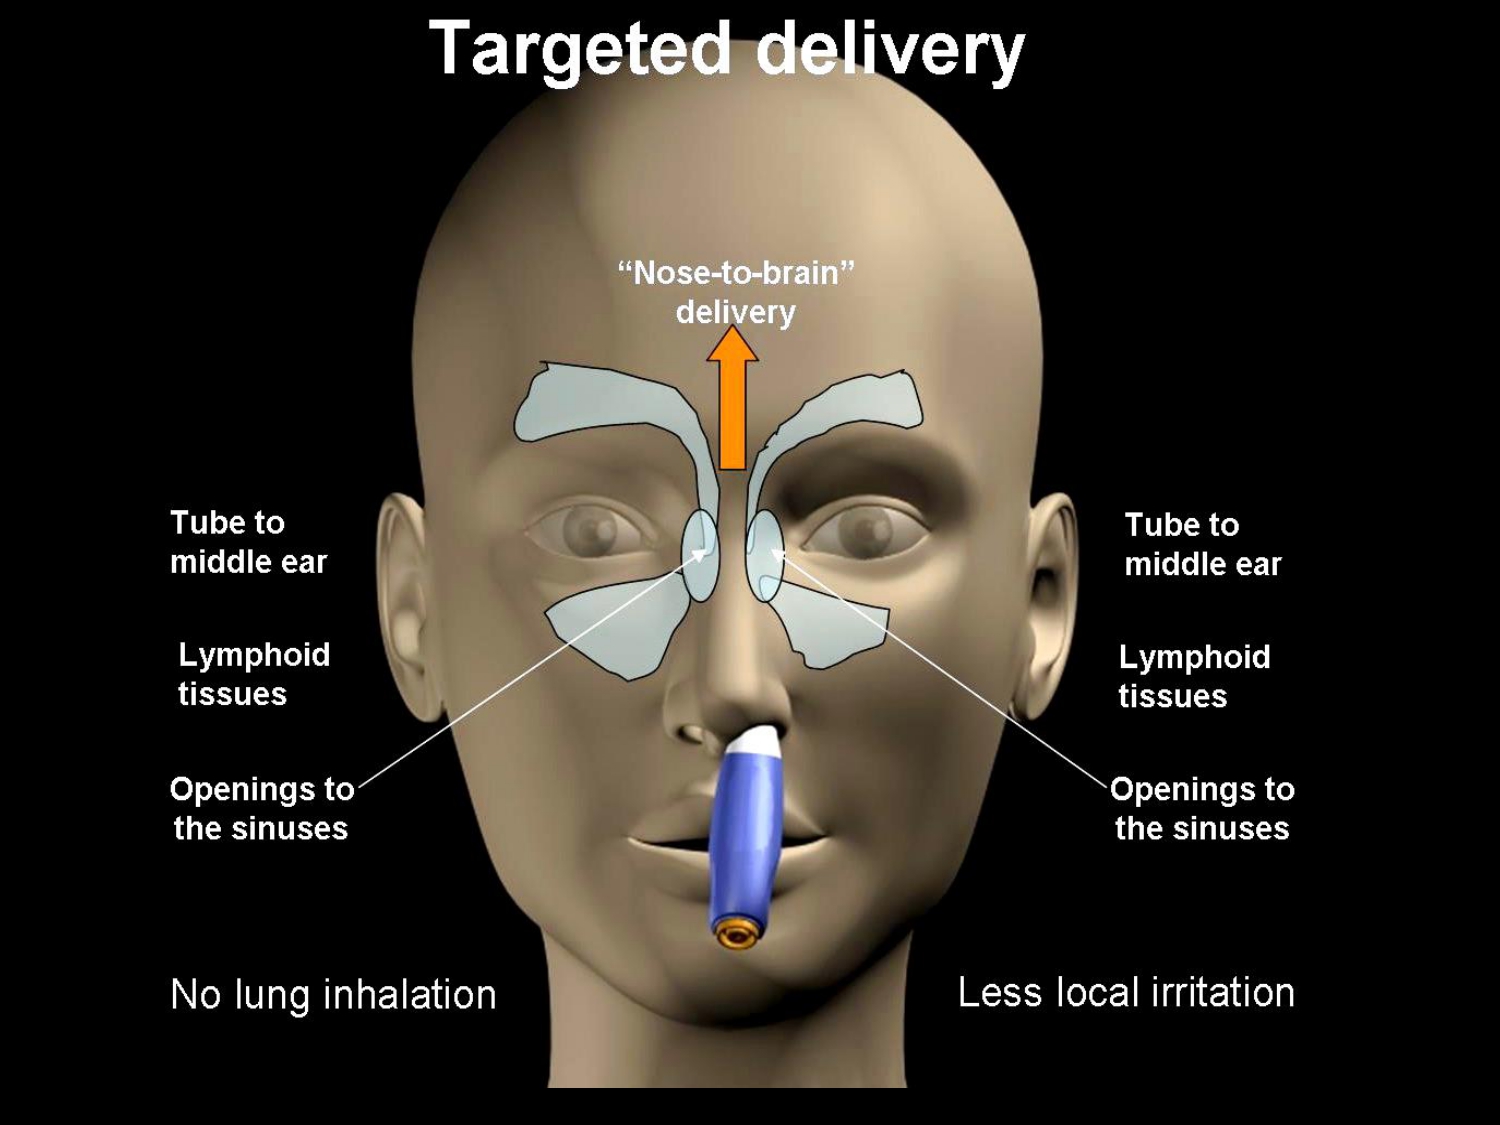 Targeted delivery
“Nose-to-brain”
delivery
Tube to
middle ear
Lymphoid
tissues
Openings to
the sinuses
Tube to
middle ear
Lymphoid
tissues
Openings to
the sinuses
No lung inhalation
Less local irritation